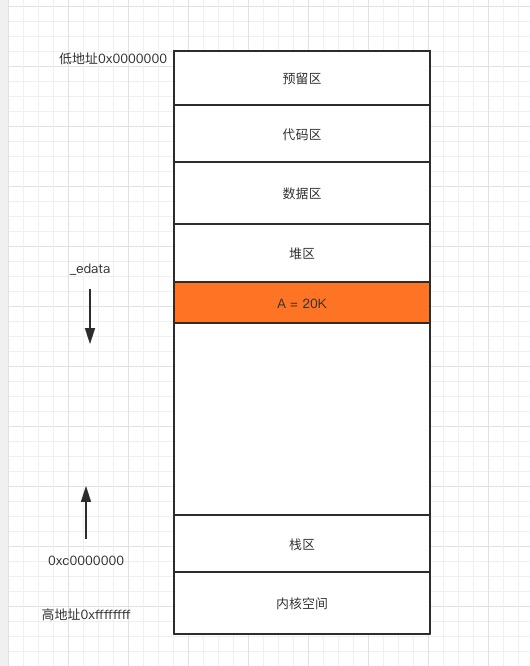 低地址0x0000000
预留区
代码区
数据区
堆区
_edata
A = 20K
栈区
0xc0000000
内核空间
高地址0xffffffff